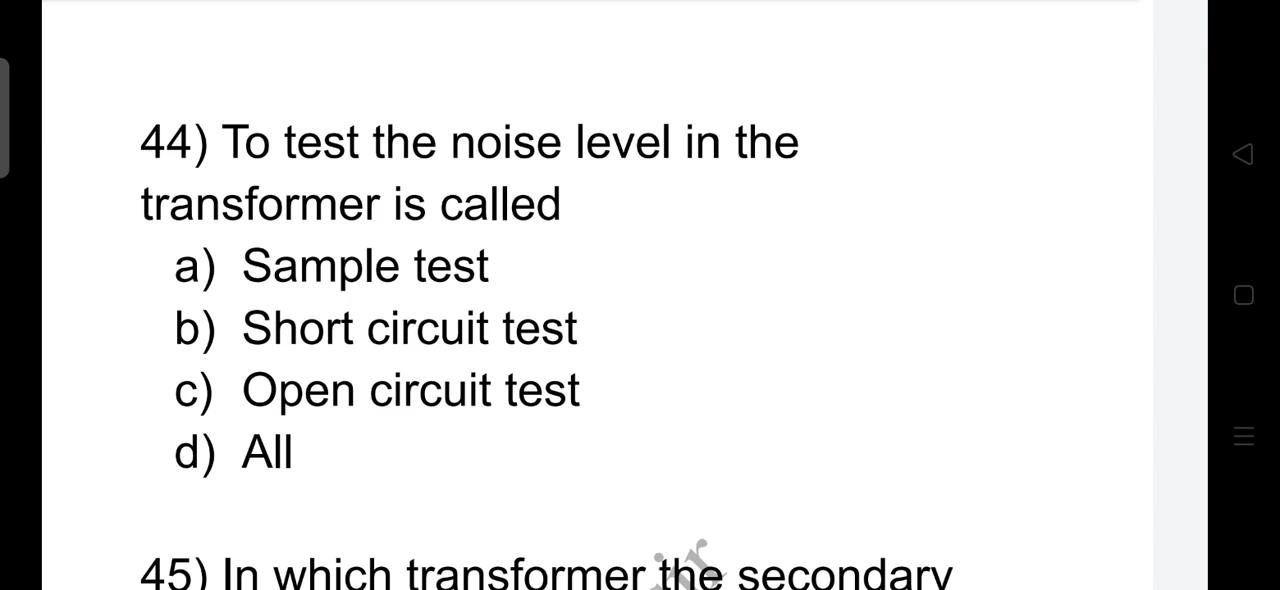 44) To test the noise level in the
transformer is called
a) Sample test
b) Short circuit test
c) Open circuit test
d) All
45) In which transformer the secondary